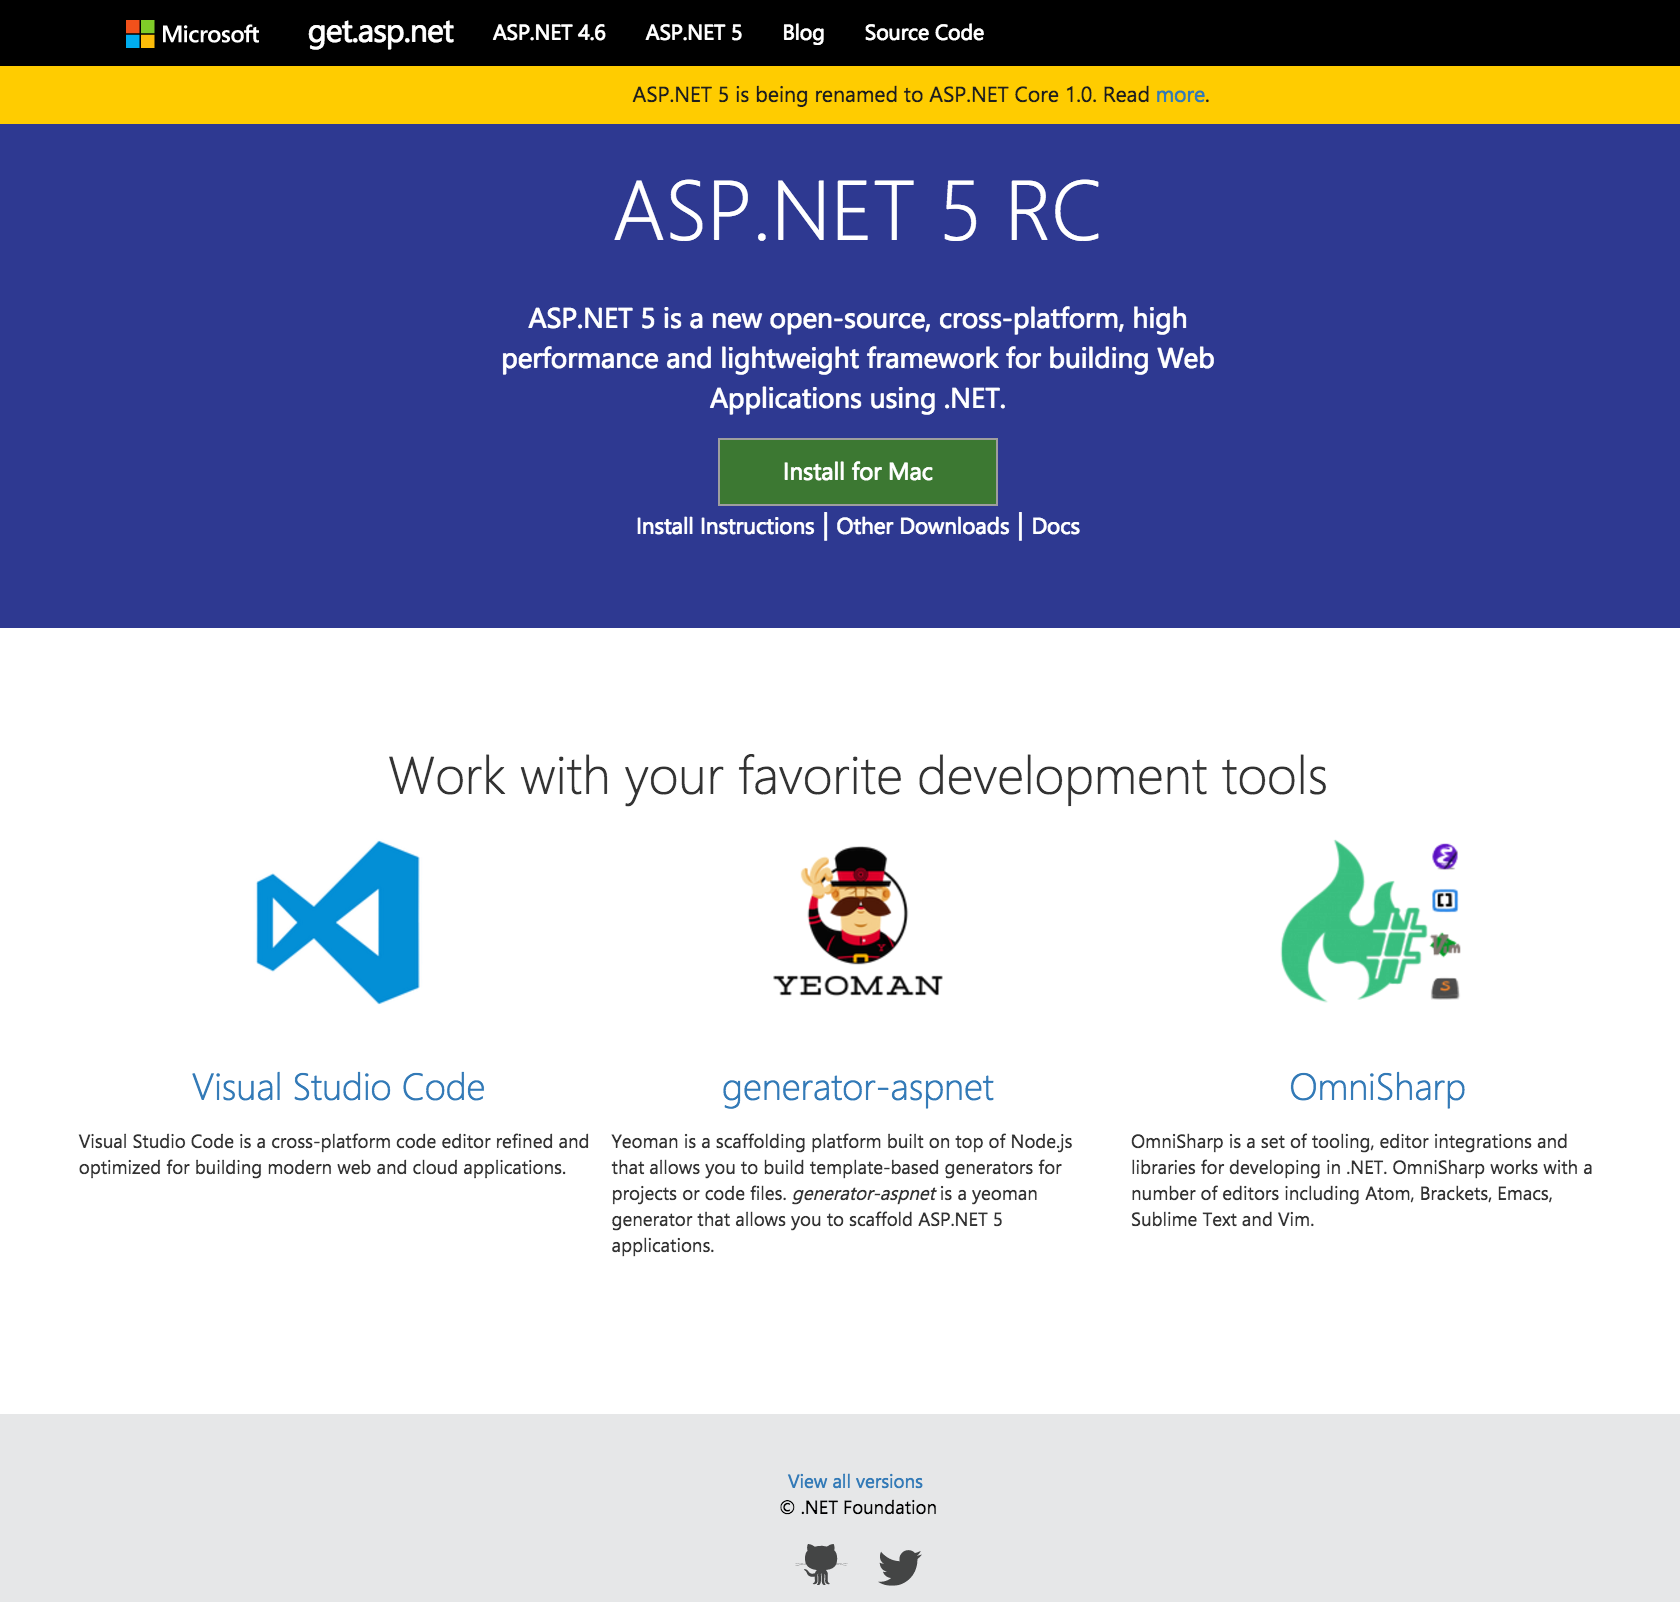 Microsoft get.asp.net ASP.NET 4.6 ASP.NET 5 Blog Source Code
ASP.NET 5 is being renamed to ASP.NET Core 1.0. Read more.
ASP.NET 5 RC
ASP.NET 5 is a new open-source, cross-platform, high
performance and lightweight framework for building Web
Applications using .NET.
Install for Mac
Install Instructions | Other Downloads | Docs
Work with your favorite development tools
YEOMAN
Vim
Visual Studio Code
Visual Studio Code is a cross-platform code editor refined and
optimized for building modern web and cloud applications.
generator-aspnet
Yeoman is a scaffolding platform built on top of Node.js
that allows you to build template-based generators for
projects or code files. generator-aspnet is a yeoman
generator that allows you to scaffold ASP.NET 5
applications.
OmniSharp
OmniSharp is a set of tooling, editor integrations and
libraries for developing in .NET. OmniSharp works with a
number of editors including Atom, Brackets, Emacs,
Sublime Text and Vim.
View all versions
© .NET Foundation